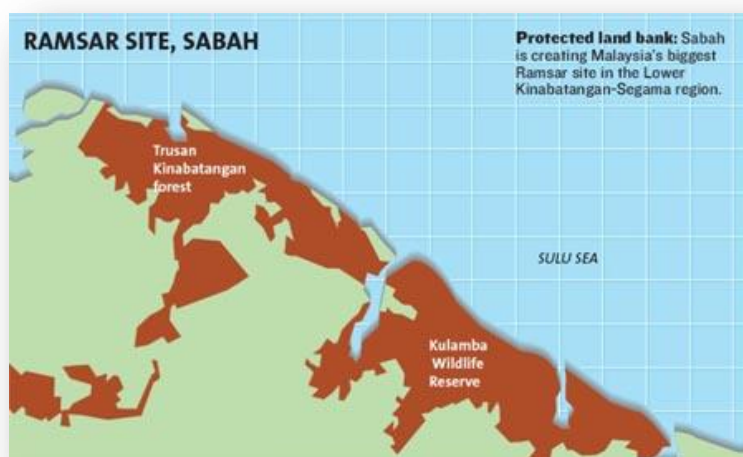 RAMSAR SITE, SABAH
Protected land bank: Sabah
is creating Malaysia's biggest
Ramsar site in the Lower
Kinabatangan-Segama region.
Trusan
Kinabatangan
forest
SULU SEA
Kulamba
Wildlife
Reserve